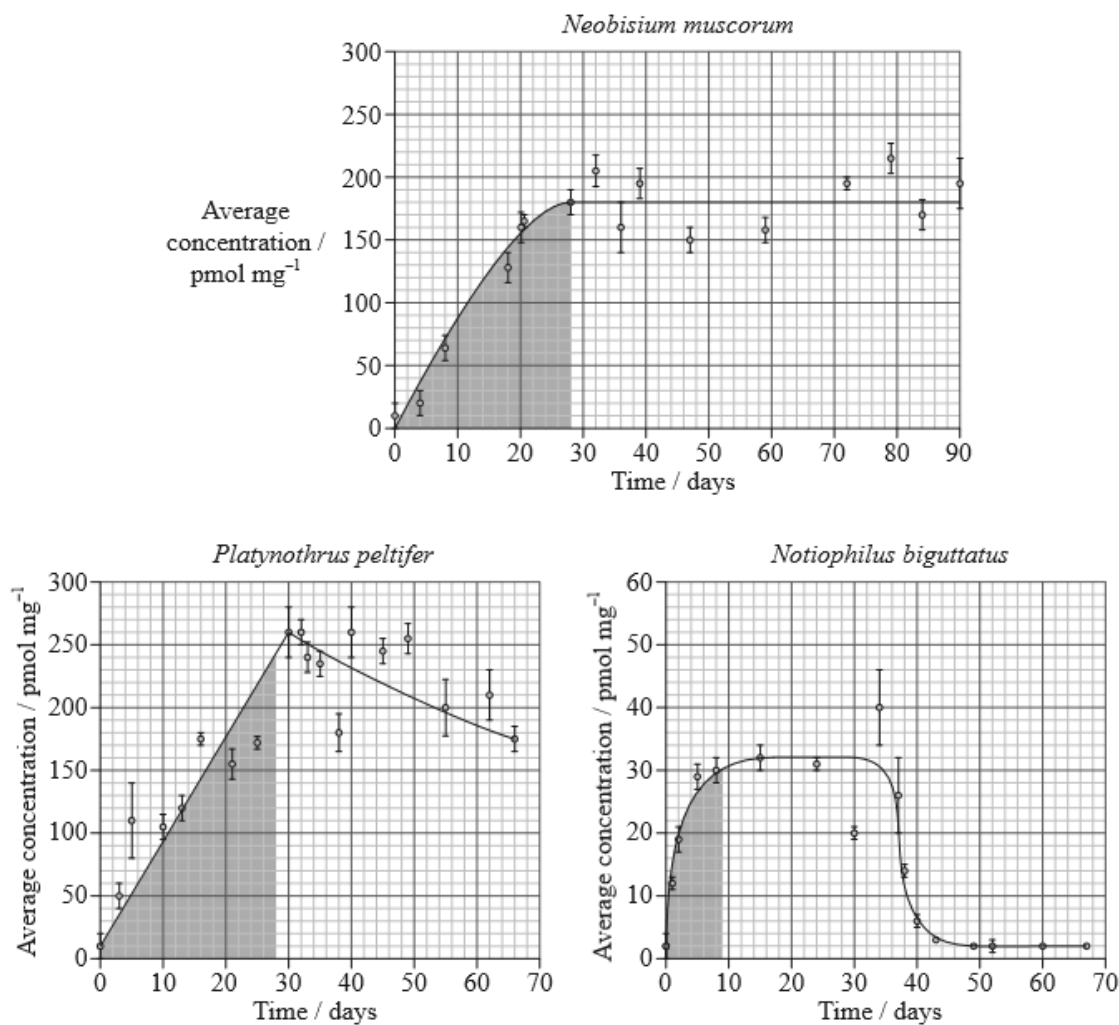 Neobisium muscorum
300
250
200
150
100
50
0
Average
concentration /
pmol mg⁻¹
0 10 20 30 40 50 60 70 80 90
Time / days
Platynothrus peltifer
300
250
200
150
100
50
0
Average concentration / pmol mg⁻¹
0 10 20 30 40 50 60 70
Time / days
Notiophilus biguttatus
60
50
40
30
20
10
0
Average concentration / pmol mg⁻¹
0 10 20 30 40 50 60 70
Time / days